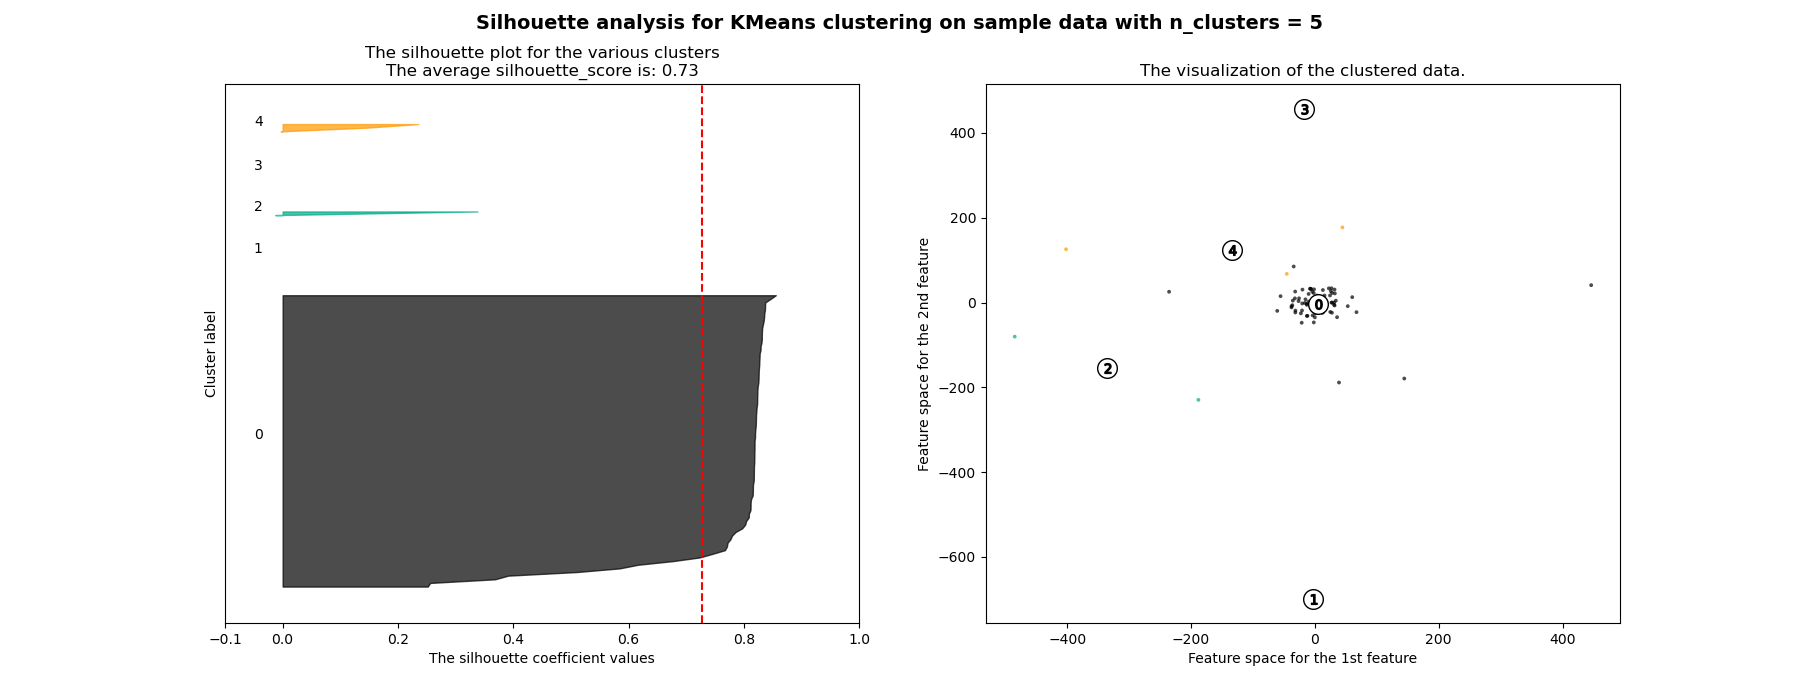 Silhouette analysis for KMeans clustering on sample data with n_clusters = 5
The silhouette plot for the various clusters
The average silhouette_score is: 0.73
4
3
2
1
0
Cluster label
−0.1 0.0 0.2 0.4 0.6 0.8 1.0
The silhouette coefficient values
The visualization of the clustered data.
400
200
0
−200
−400
−600
Feature space for the 2nd feature
3
4
0
2
1
−400 −200 0 200 400
Feature space for the 1st feature